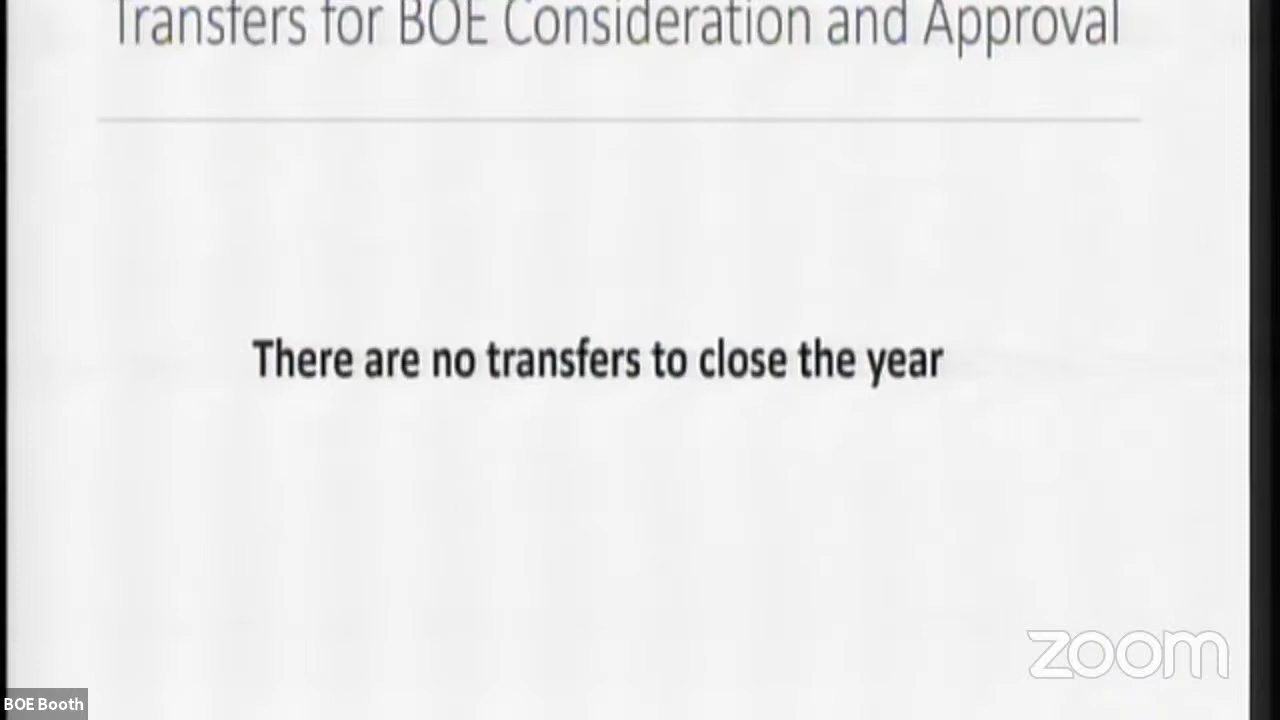 Transfers for BOE Consideration and Approval
There are no transfers to close the year
zoom
BOE Booth